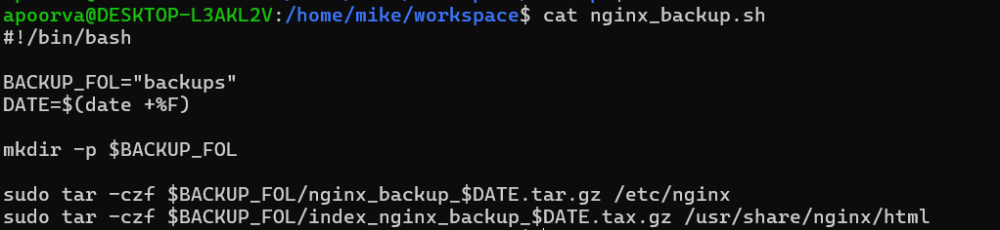 apoorva@DESKTOP-L3AKL2V:/home/mike/workspace$ cat nginx_backup.sh
#!/bin/bash
BACKUP_FOL="backups"
DATE=$(date +%F)
mkdir -p $BACKUP_FOL
sudo tar -czf $BACKUP_FOL/nginx_backup_$DATE.tar.gz /etc/nginx
sudo tar -czf $BACKUP_FOL/index_nginx_backup_$DATE.tax.gz /usr/share/nginx/html